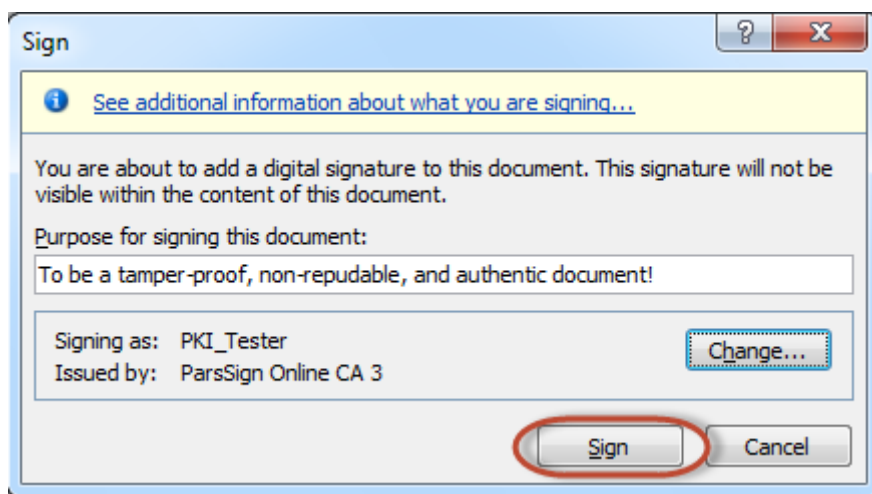 Sign
See additional information about what you are signing...
You are about to add a digital signature to this document. This signature will not be
visible within the content of this document.
Purpose for signing this document:
To be a tamper-proof, non-repudable, and authentic document!
Signing as: PKI_Tester
Change...
Issued by: ParsSign Online CA 3
Sign Cancel